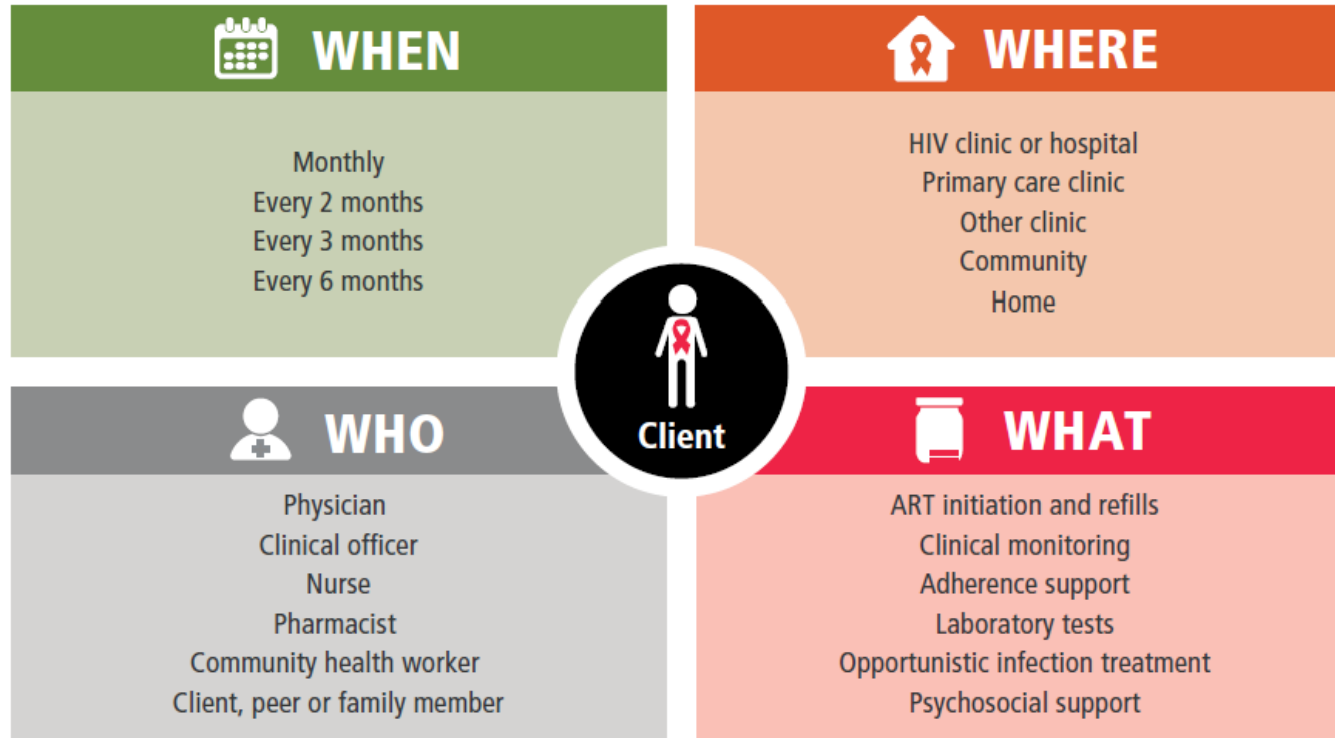 WHEN
Monthly
Every 2 months
Every 3 months
Every 6 months
WHERE
HIV clinic or hospital
Primary care clinic
Other clinic
Community
Home
Client
WHO
Physician
Clinical officer
Nurse
Pharmacist
Community health worker
Client, peer or family member
WHAT
ART initiation and refills
Clinical monitoring
Adherence support
Laboratory tests
Opportunistic infection treatment
Psychosocial support